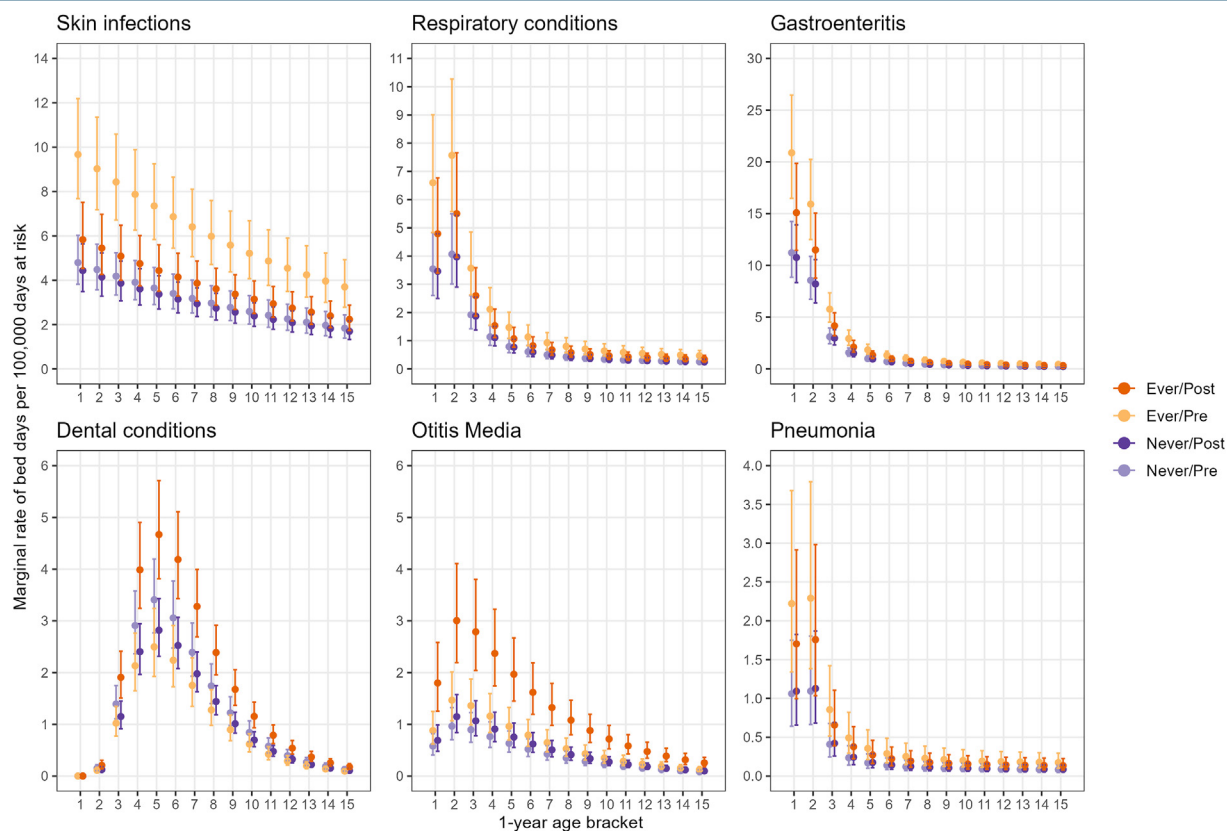 Skin infections
Respiratory conditions
Gastroenteritis
14
12
10
8
6
4
2
0
1 2 3 4 5 6 7 8 9 10 11 12 13 14 15
11
10
9
8
7
6
5
4
3
2
1
0
1 2 3 4 5 6 7 8 9 10 11 12 13 14 15
30
25
20
15
10
5
0
1 2 3 4 5 6 7 8 9 10 11 12 13 14 15
Marginal rate of bed days per 100,000 days at risk
Dental conditions
Otitis Media
Pneumonia
6
5
4
3
2
1
0
1 2 3 4 5 6 7 8 9 10 11 12 13 14 15
6
5
4
3
2
1
0
1 2 3 4 5 6 7 8 9 10 11 12 13 14 15
4.0
3.5
3.0
2.5
2.0
1.5
1.0
0.5
0.0
1 2 3 4 5 6 7 8 9 10 11 12 13 14 15
1-year age bracket
Ever/Post
Ever/Pre
Never/Post
Never/Pre